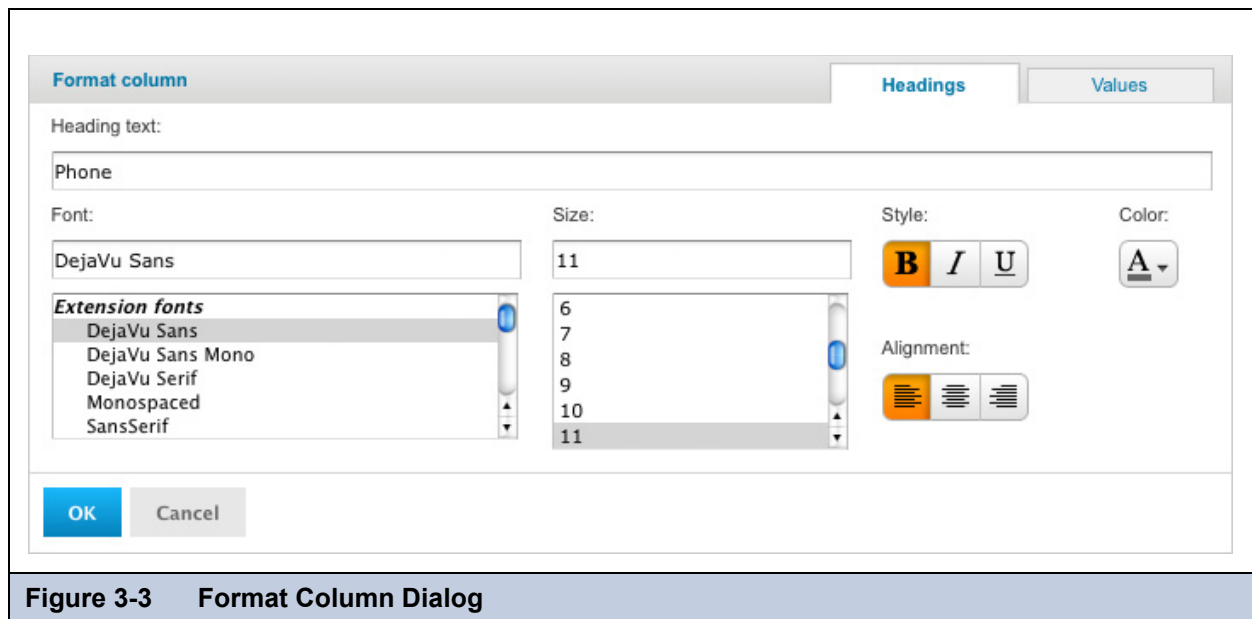 Format column Headings Values
Heading text:
Phone
Font: Size: Style: Color:
DejaVu Sans 11 B I U A
Extension fonts
DejaVu Sans
DejaVu Sans Mono
DejaVu Serif
Monospaced
SansSerif
6
7
8
9
10
11
Alignment:
OK Cancel
Figure 3-3 Format Column Dialog